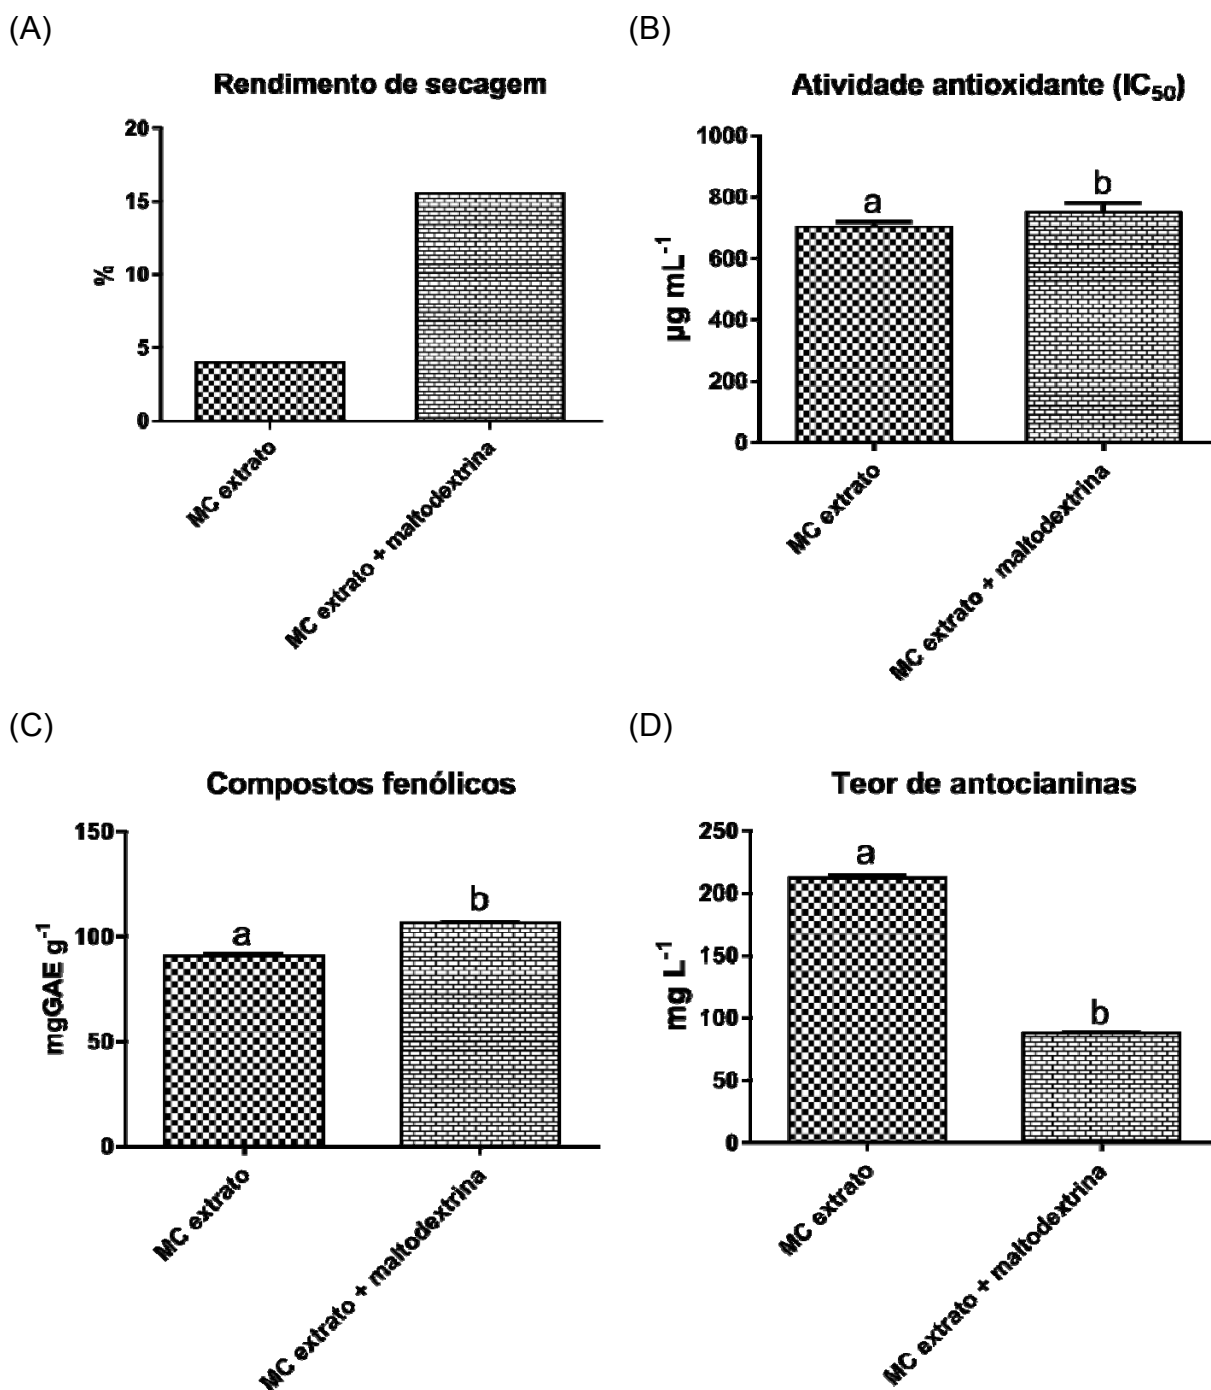 (A)
Rendimento de secagem
20
15
10
5
0
%
MC extrato
MC extrato + maltodextrina
(B)
Atividade antioxidante (IC₅₀)
1000
800
600
400
200
0
µg mL⁻¹
a
b
MC extrato
MC extrato + maltodextrina
(C)
Compostos fenólicos
150
100
50
0
mgGAE g⁻¹
a
b
MC extrato
MC extrato + maltodextrina
(D)
Teor de antocianinas
250
200
150
100
50
0
mg L⁻¹
a
b
MC extrato
MC extrato + maltodextrina